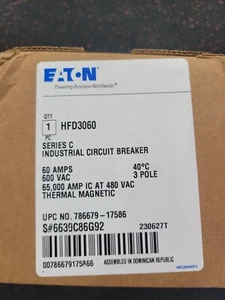 EATON
Powering Business Worldwide
QTY
1
PC
HFD3060
SERIES C
INDUSTRIAL CIRCUIT BREAKER
60 AMPS 40°C
600 VAC 3 POLE
65,000 AMP IC AT 480 VAC
THERMAL MAGNETIC
UPC NO. 786679-17586
S#6639C86G92 230627T
ASSEMBLED IN DOMINICAN REPUBLIC